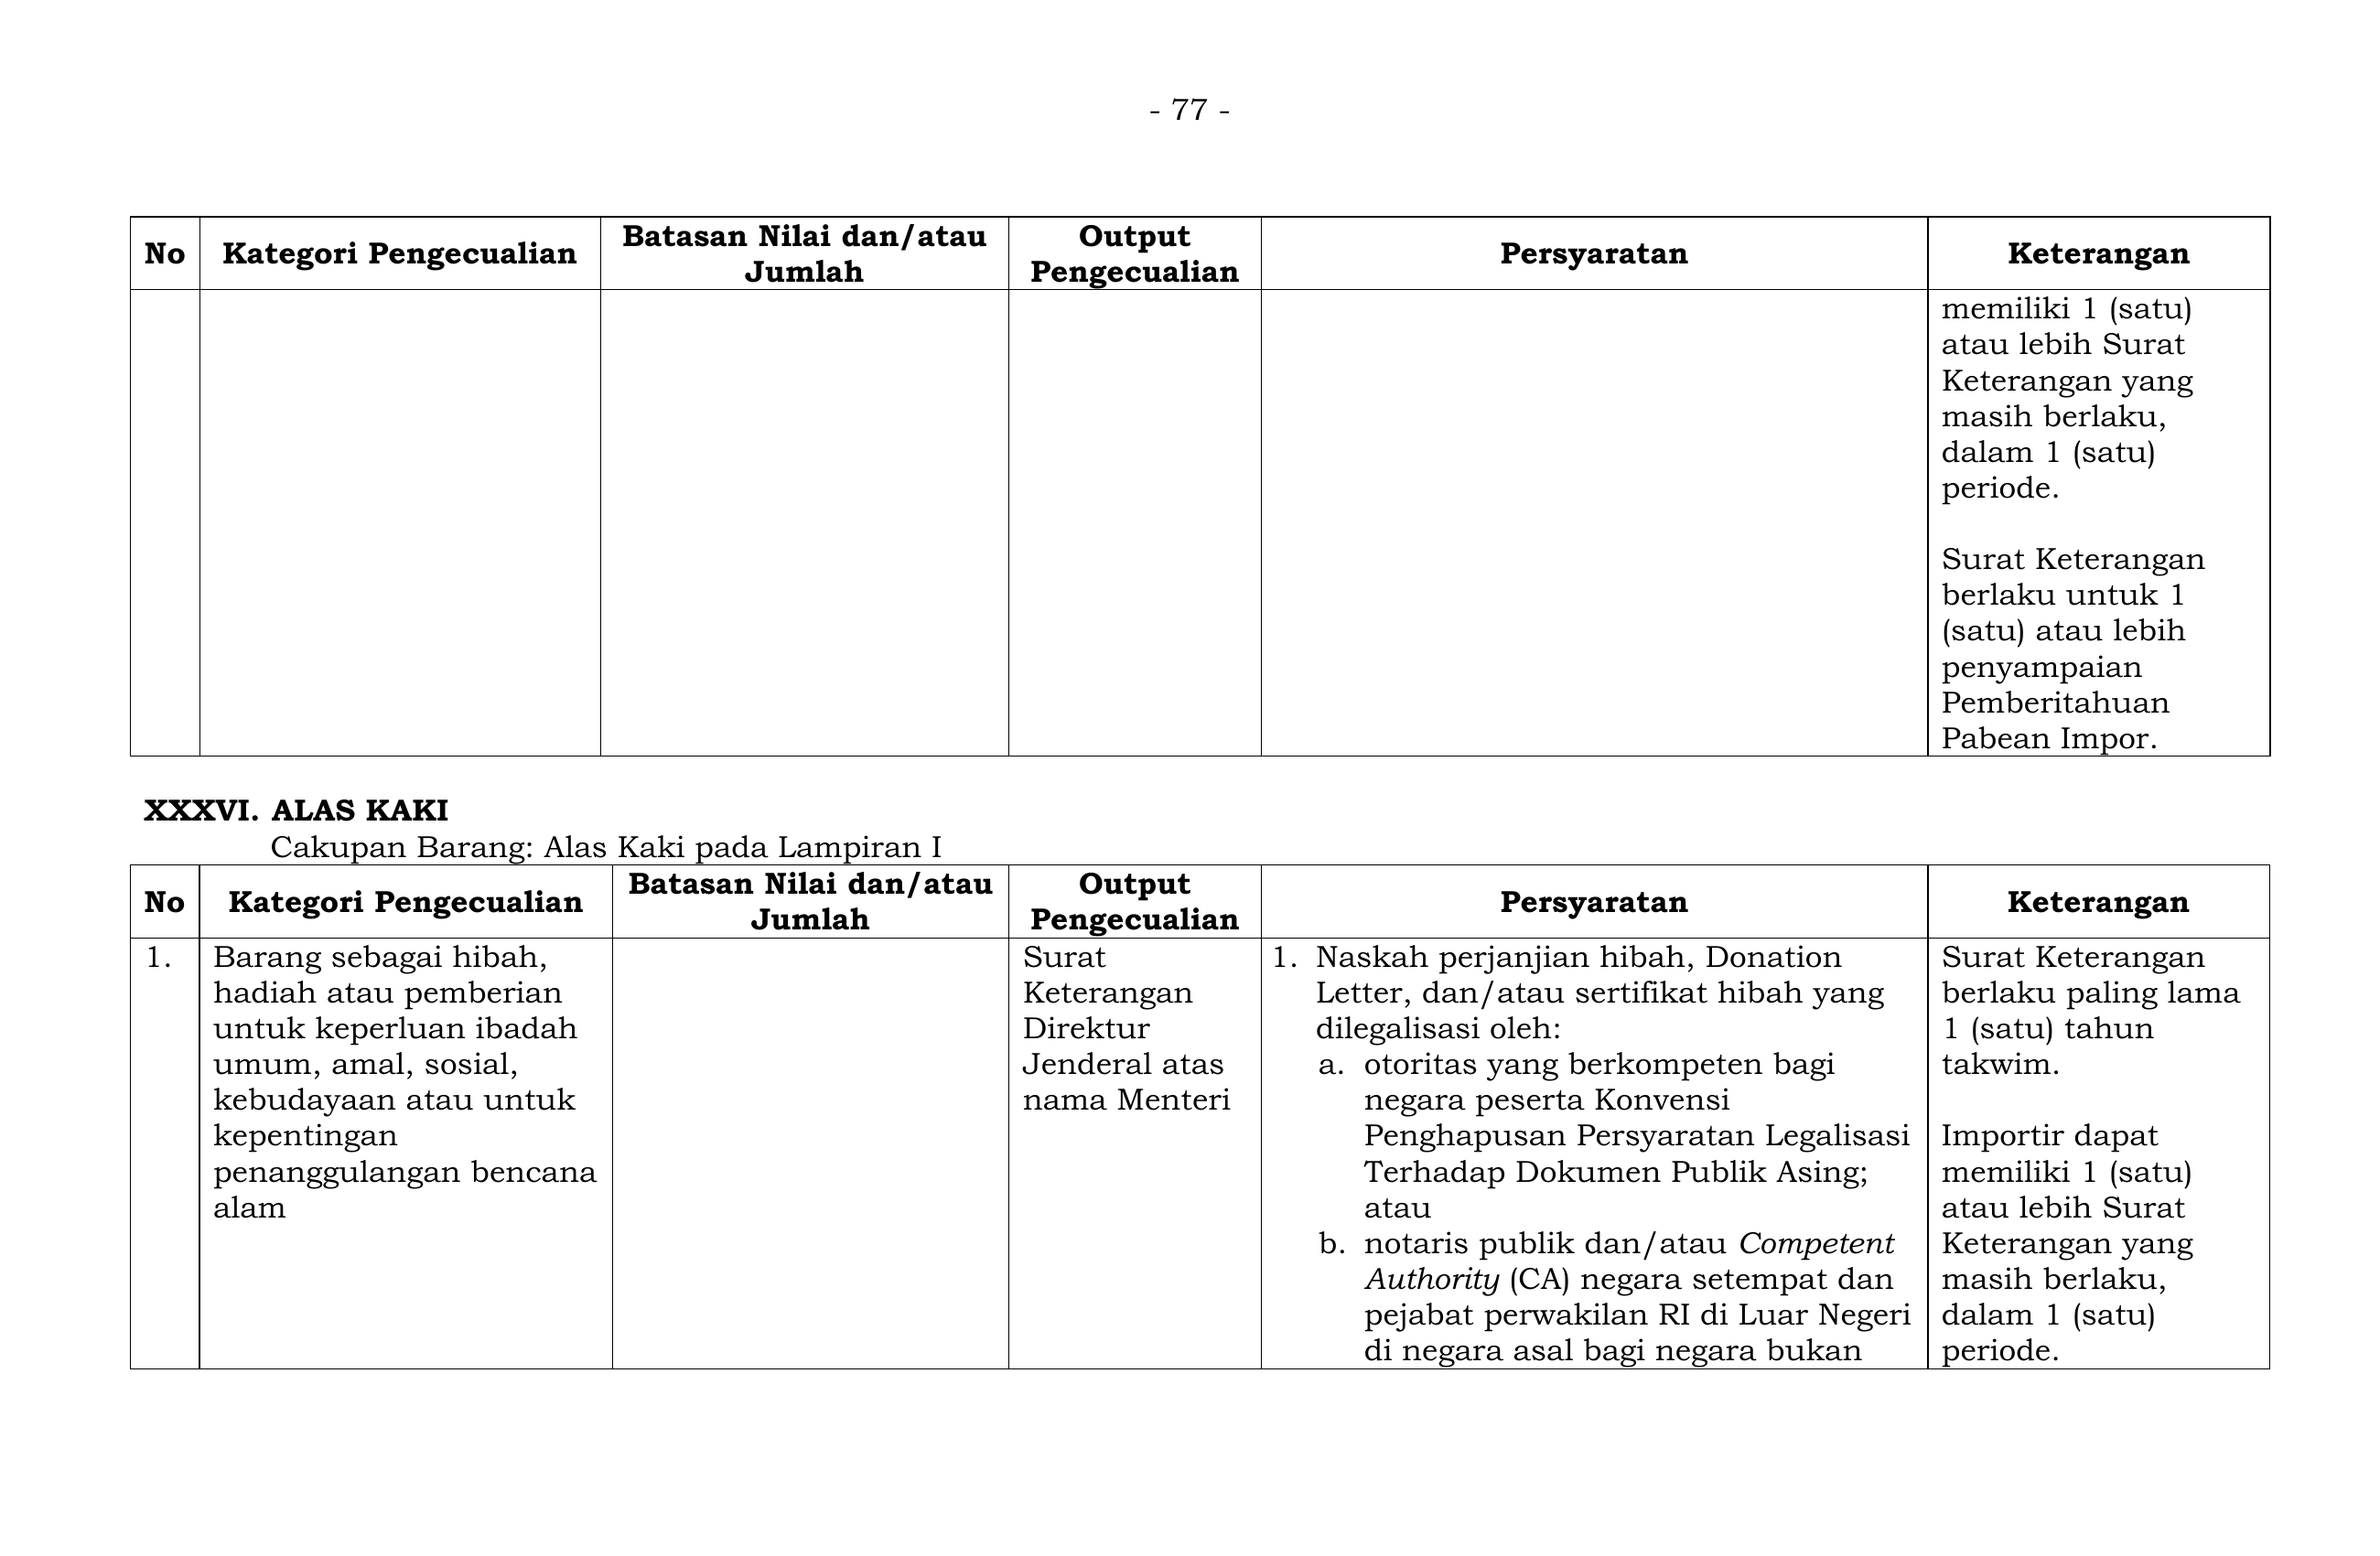 - 77 -
No
Kategori Pengecualian
Batasan Nilai dan/atau
Jumlah
Output
Pengecualian
Persyaratan
Keterangan
memiliki 1 (satu)
atau lebih Surat
Keterangan yang
masih berlaku,
dalam 1 (satu)
periode.
Surat Keterangan
berlaku untuk 1
(satu) atau lebih
penyampaian
Pemberitahuan
Pabean Impor.
XXXVI. ALAS KAKI
Cakupan Barang: Alas Kaki pada Lampiran I
No
Kategori Pengecualian
Batasan Nilai dan/atau
Jumlah
Output
Pengecualian
Persyaratan
Keterangan
1.
Barang sebagai hibah,
hadiah atau pemberian
untuk keperluan ibadah
umum, amal, sosial,
kebudayaan atau untuk
kepentingan
penanggulangan bencana
alam
Surat
Keterangan
Direktur
Jenderal atas
nama Menteri
1. Naskah perjanjian hibah, Donation
Letter, dan/atau sertifikat hibah yang
dilegalisasi oleh:
a. otoritas yang berkompeten bagi
negara peserta Konvensi
Penghapusan Persyaratan Legalisasi
Terhadap Dokumen Publik Asing;
atau
b. notaris publik dan/atau Competent
Authority (CA) negara setempat dan
pejabat perwakilan RI di Luar Negeri
di negara asal bagi negara bukan
Surat Keterangan
berlaku paling lama
1 (satu) tahun
takwim.
Importir dapat
memiliki 1 (satu)
atau lebih Surat
Keterangan yang
masih berlaku,
dalam 1 (satu)
periode.